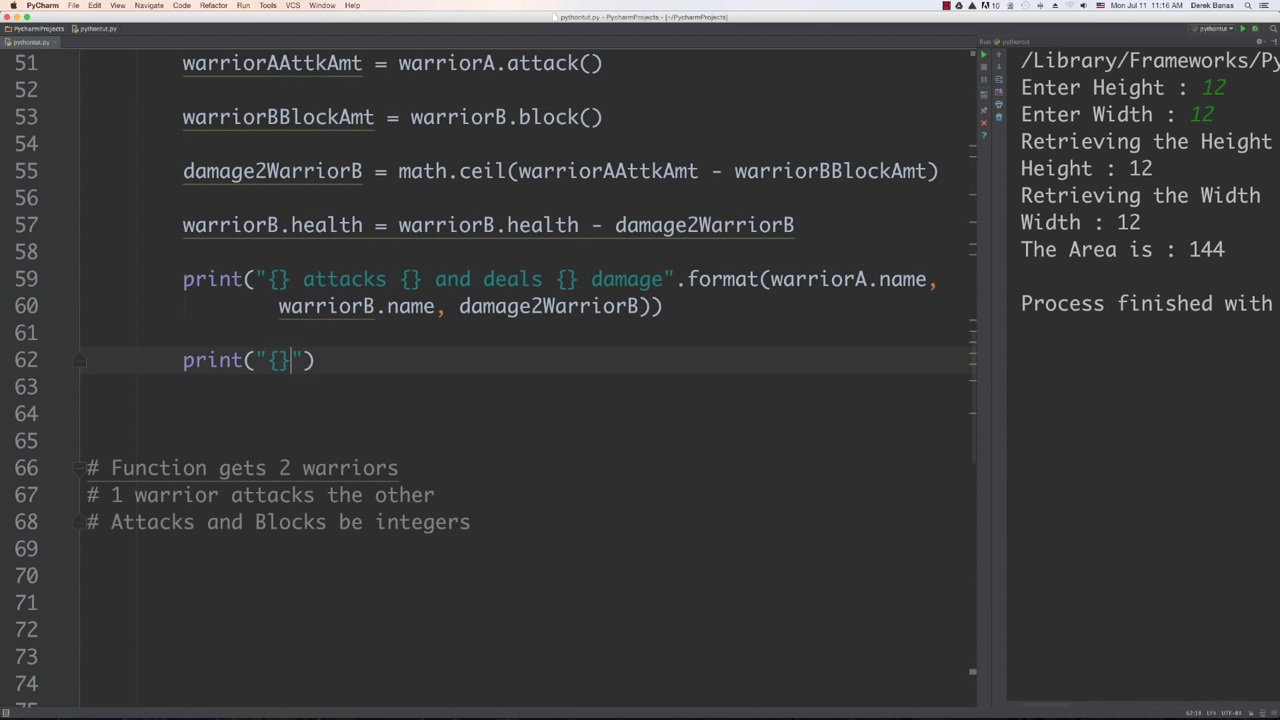 PyCharm File Edit View Navigate Code Refactor Run Tools VCS Window Help 10 Mon Jul 11 11:16 AM Derek Banas
pythontut.py - PycharmProjects - [~/PycharmProjects]
PycharmProjects pythontut.py pythontut
pythontut.py Run pythontut
51 warriorAAttkAmt = warriorA.attack()
52
53 warriorBBlockAmt = warriorB.block()
54
55 damage2WarriorB = math.ceil(warriorAAttkAmt - warriorBBlockAmt)
56
57 warriorB.health = warriorB.health - damage2WarriorB
58
59 print("{} attacks {} and deals {} damage".format(warriorA.name,
60 warriorB.name, damage2WarriorB))
61
62 print("{}")
63
64
65
66 # Function gets 2 warriors
67 # 1 warrior attacks the other
68 # Attacks and Blocks be integers
69
70
71
72
73
74
/Library/Frameworks/Py
Enter Height : 12
Enter Width : 12
Retrieving the Height
Height : 12
Retrieving the Width
Width : 12
The Area is : 144
Process finished with
62:18 LF UTF-8